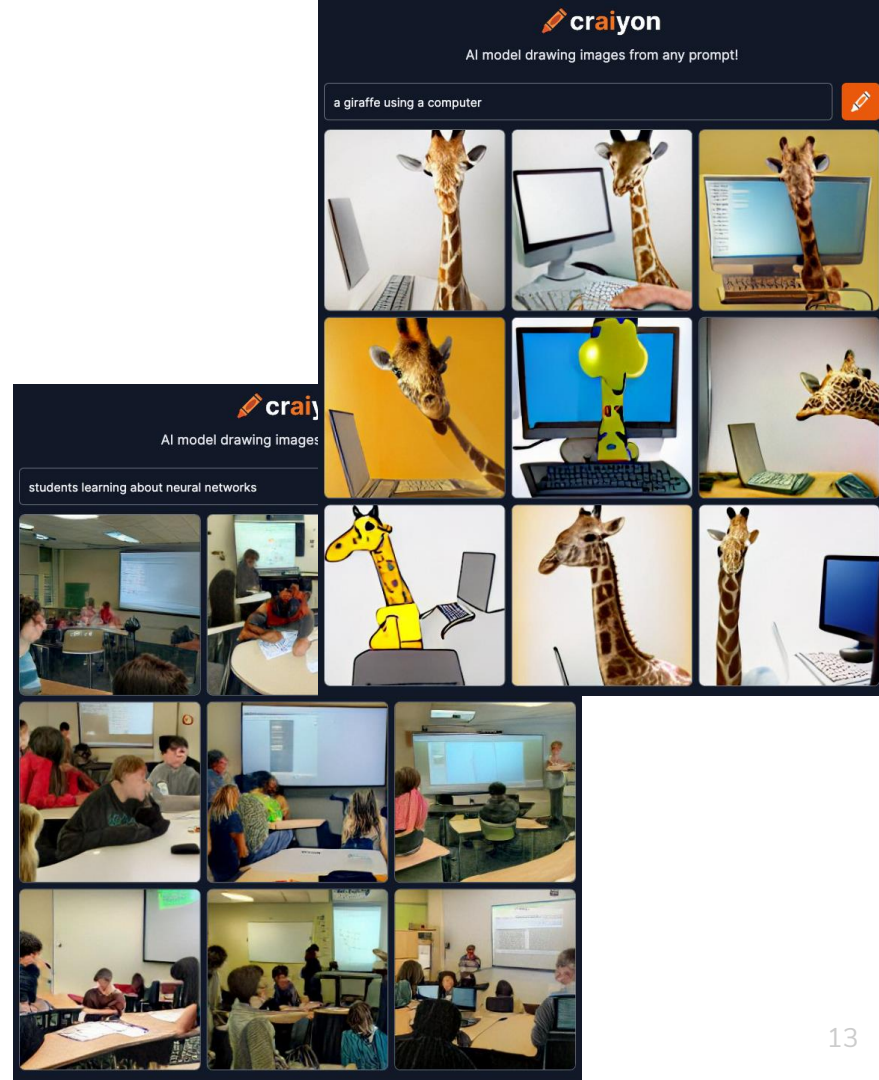 craiyon
AI model drawing images from any prompt!
a giraffe using a computer
craiy
AI model drawing images
students learning about neural networks
13